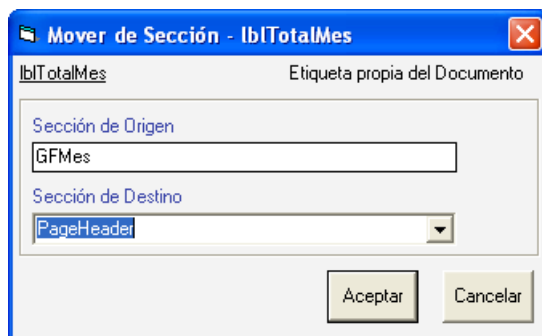 Mover de Sección - lblTotalMes
lblTotalMes Etiqueta propia del Documento
Sección de Origen
GFMes
Sección de Destino
PageHeader
Aceptar Cancelar